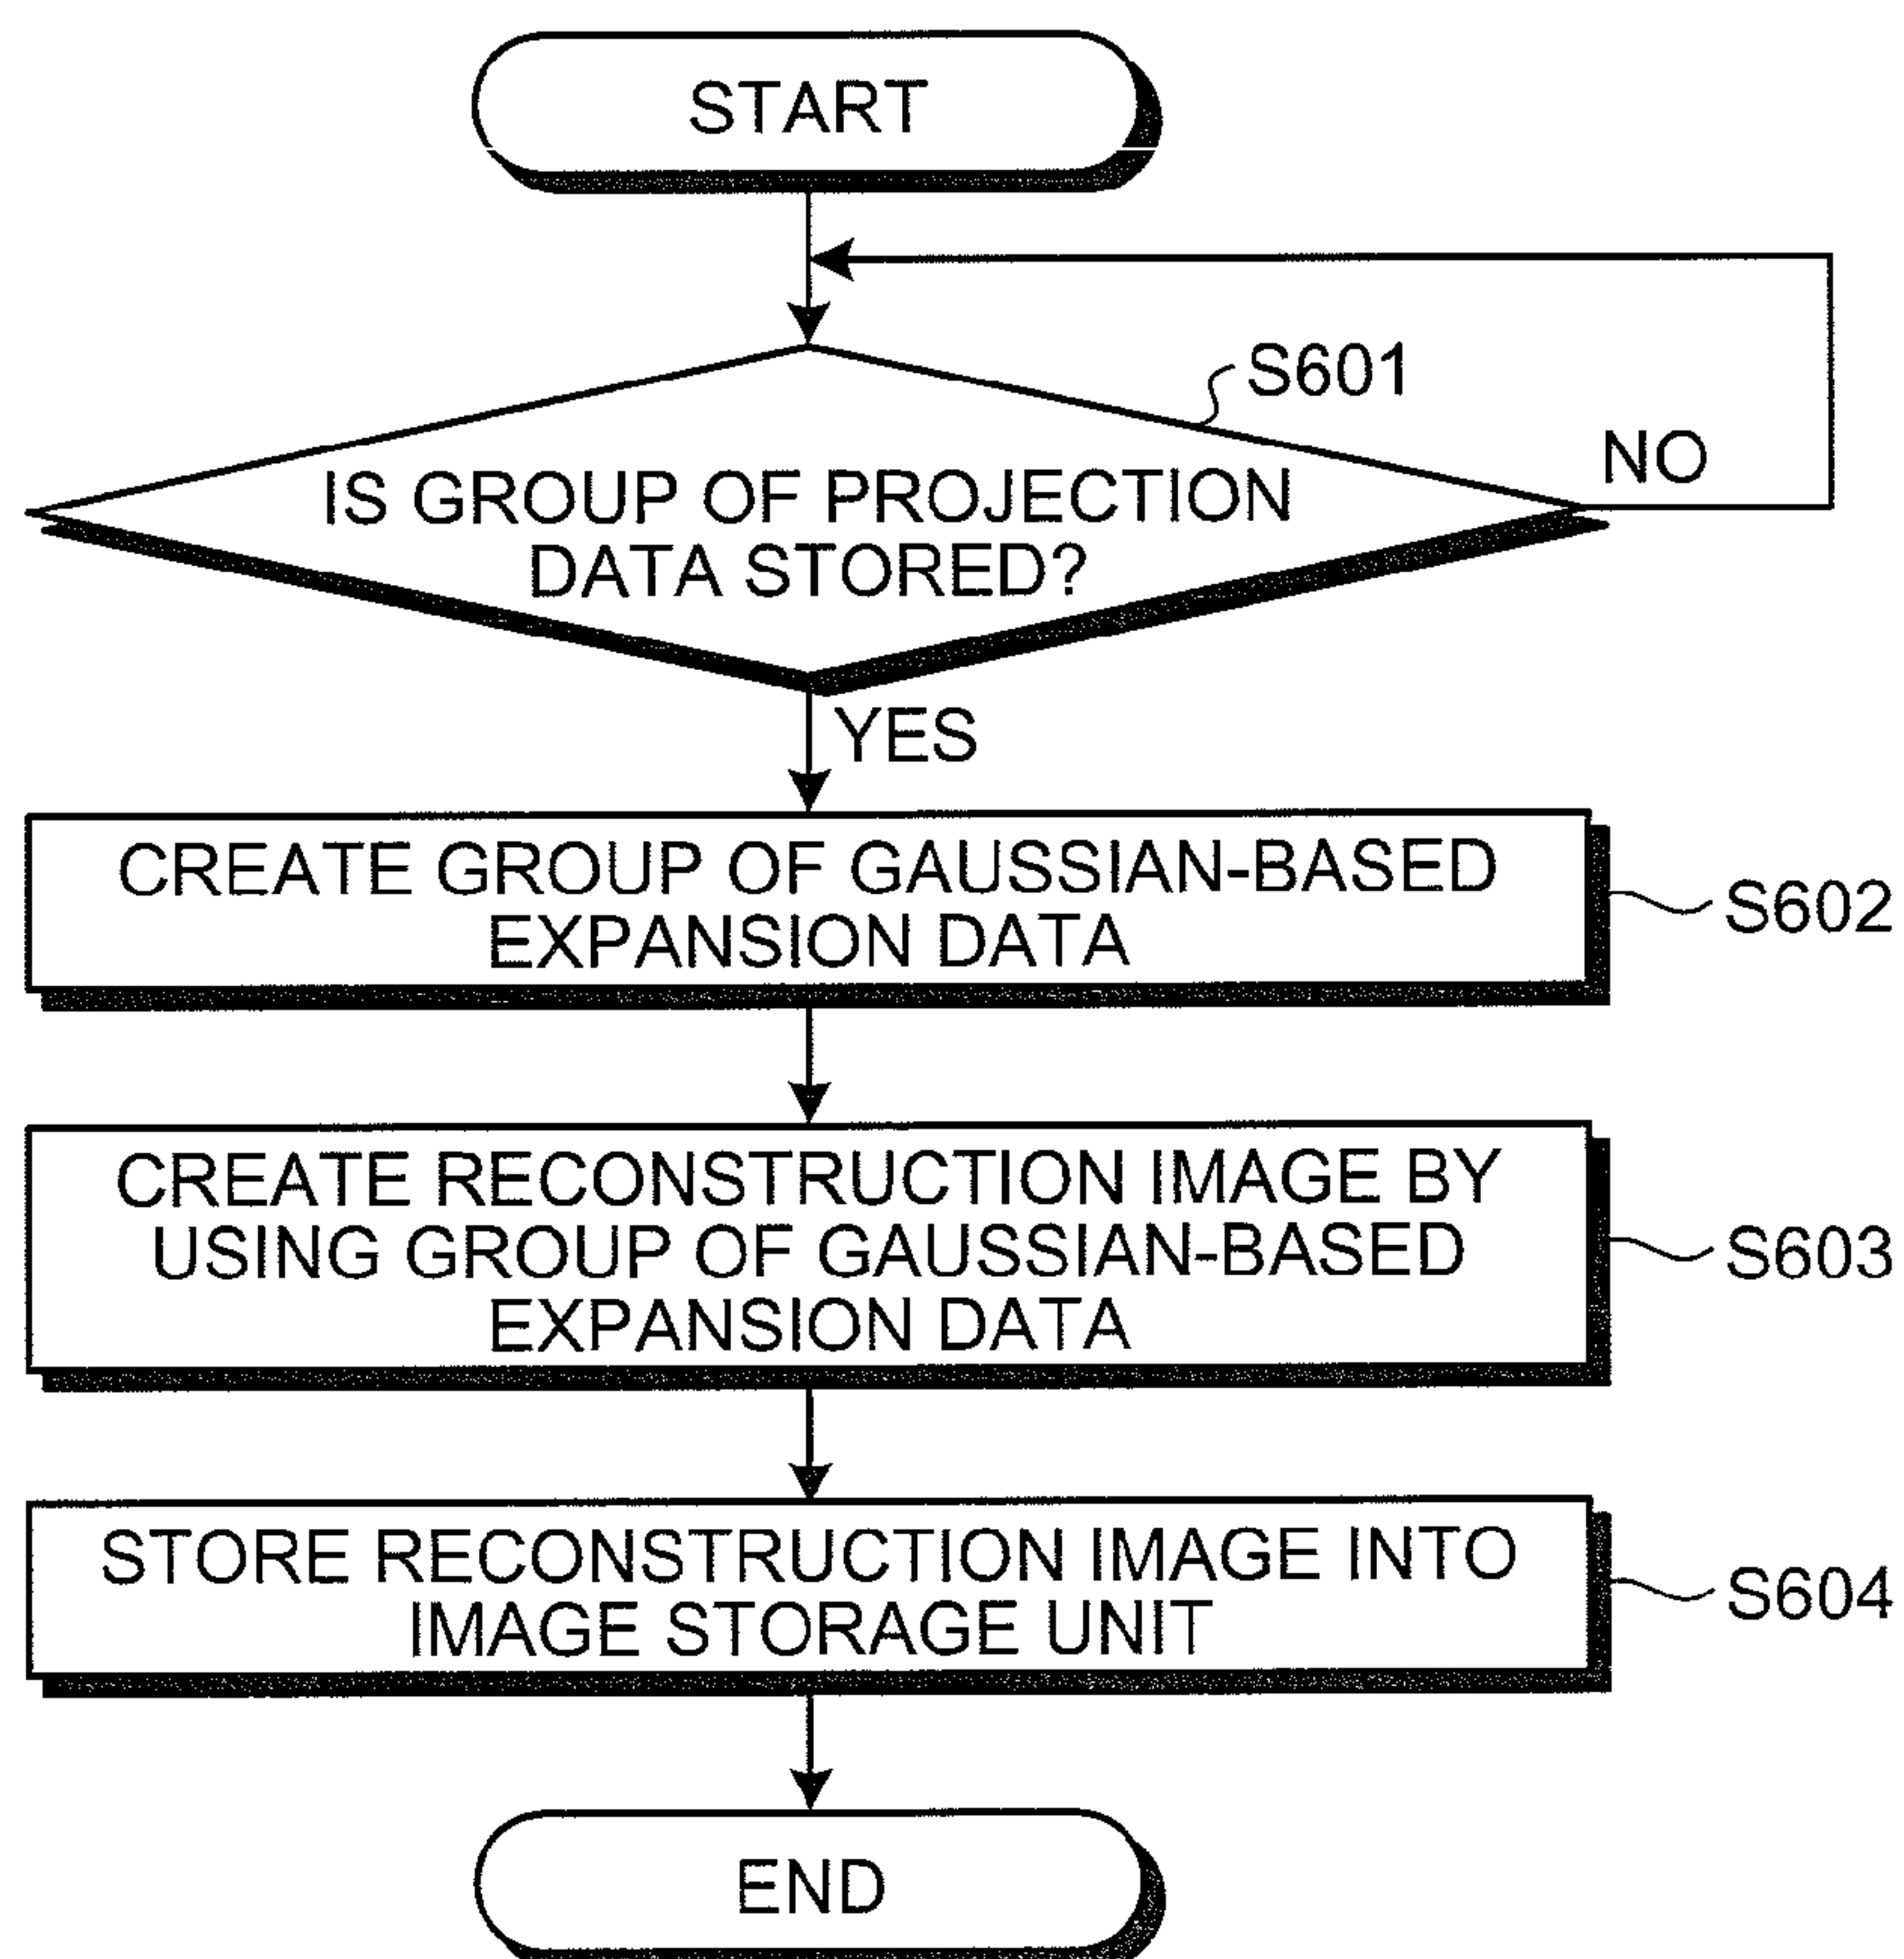 START
S601
NO
IS GROUP OF PROJECTION
DATA STORED?
YES
CREATE GROUP OF GAUSSIAN-BASED
EXPANSION DATA
S602
CREATE RECONSTRUCTION IMAGE BY
USING GROUP OF GAUSSIAN-BASED
EXPANSION DATA
S603
STORE RECONSTRUCTION IMAGE INTO
IMAGE STORAGE UNIT
S604
END